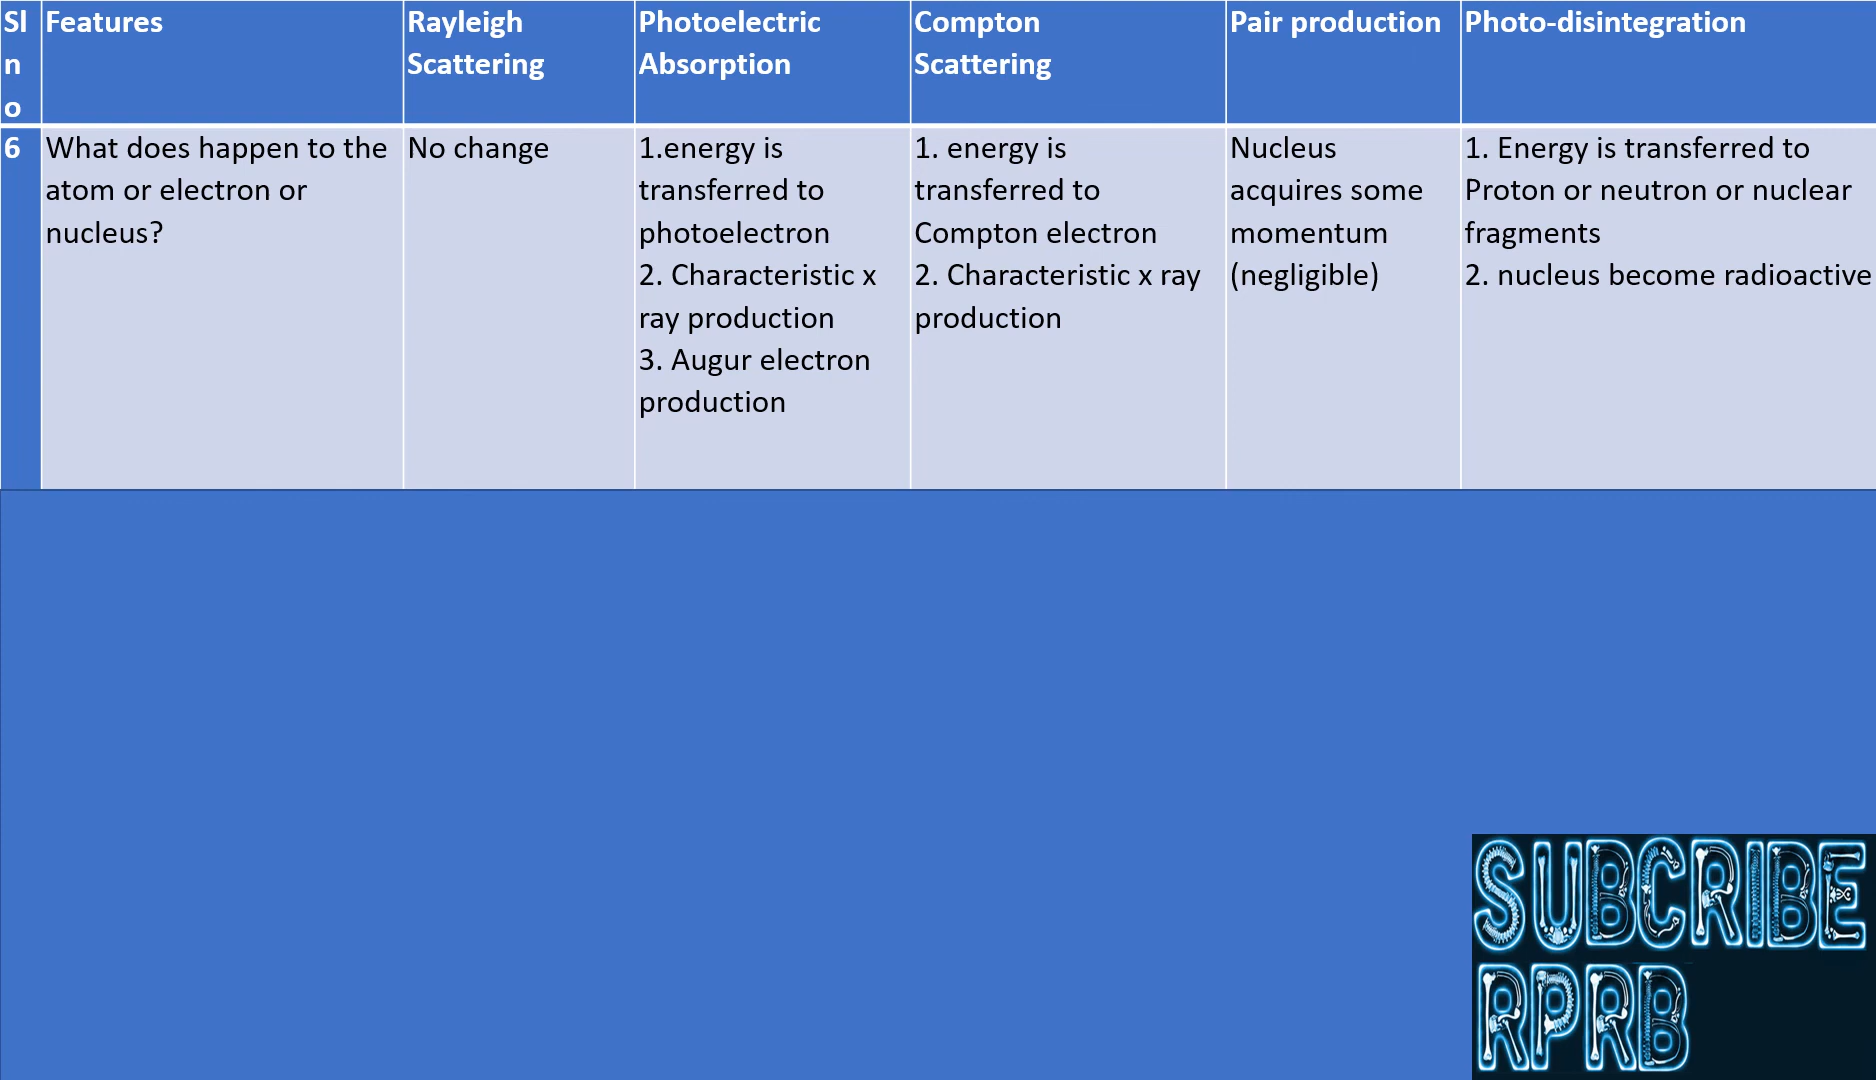 Sl
n
o
Features
Rayleigh
Scattering
Photoelectric
Absorption
Compton
Scattering
Pair production
Photo-disintegration
6
What does happen to the
atom or electron or
nucleus?
No change
1.energy is
transferred to
photoelectron
2. Characteristic x
ray production
3. Augur electron
production
1. energy is
transferred to
Compton electron
2. Characteristic x ray
production
Nucleus
acquires some
momentum
(negligible)
1. Energy is transferred to
Proton or neutron or nuclear
fragments
2. nucleus become radioactive
SUBCRIBE
RPRB